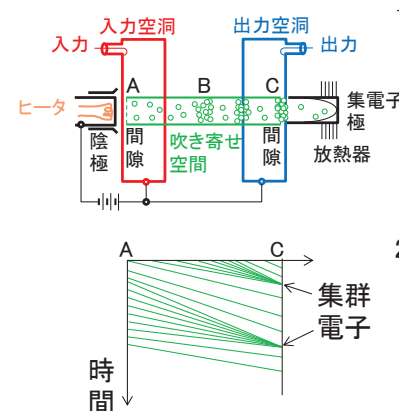 入力空洞
出力空洞
入力
出力
A
B
C
ヒータ
陰極
間隙
吹き寄せ
空間
間隙
集電子
極
放熱器
A
C
2
集群
電子
時間